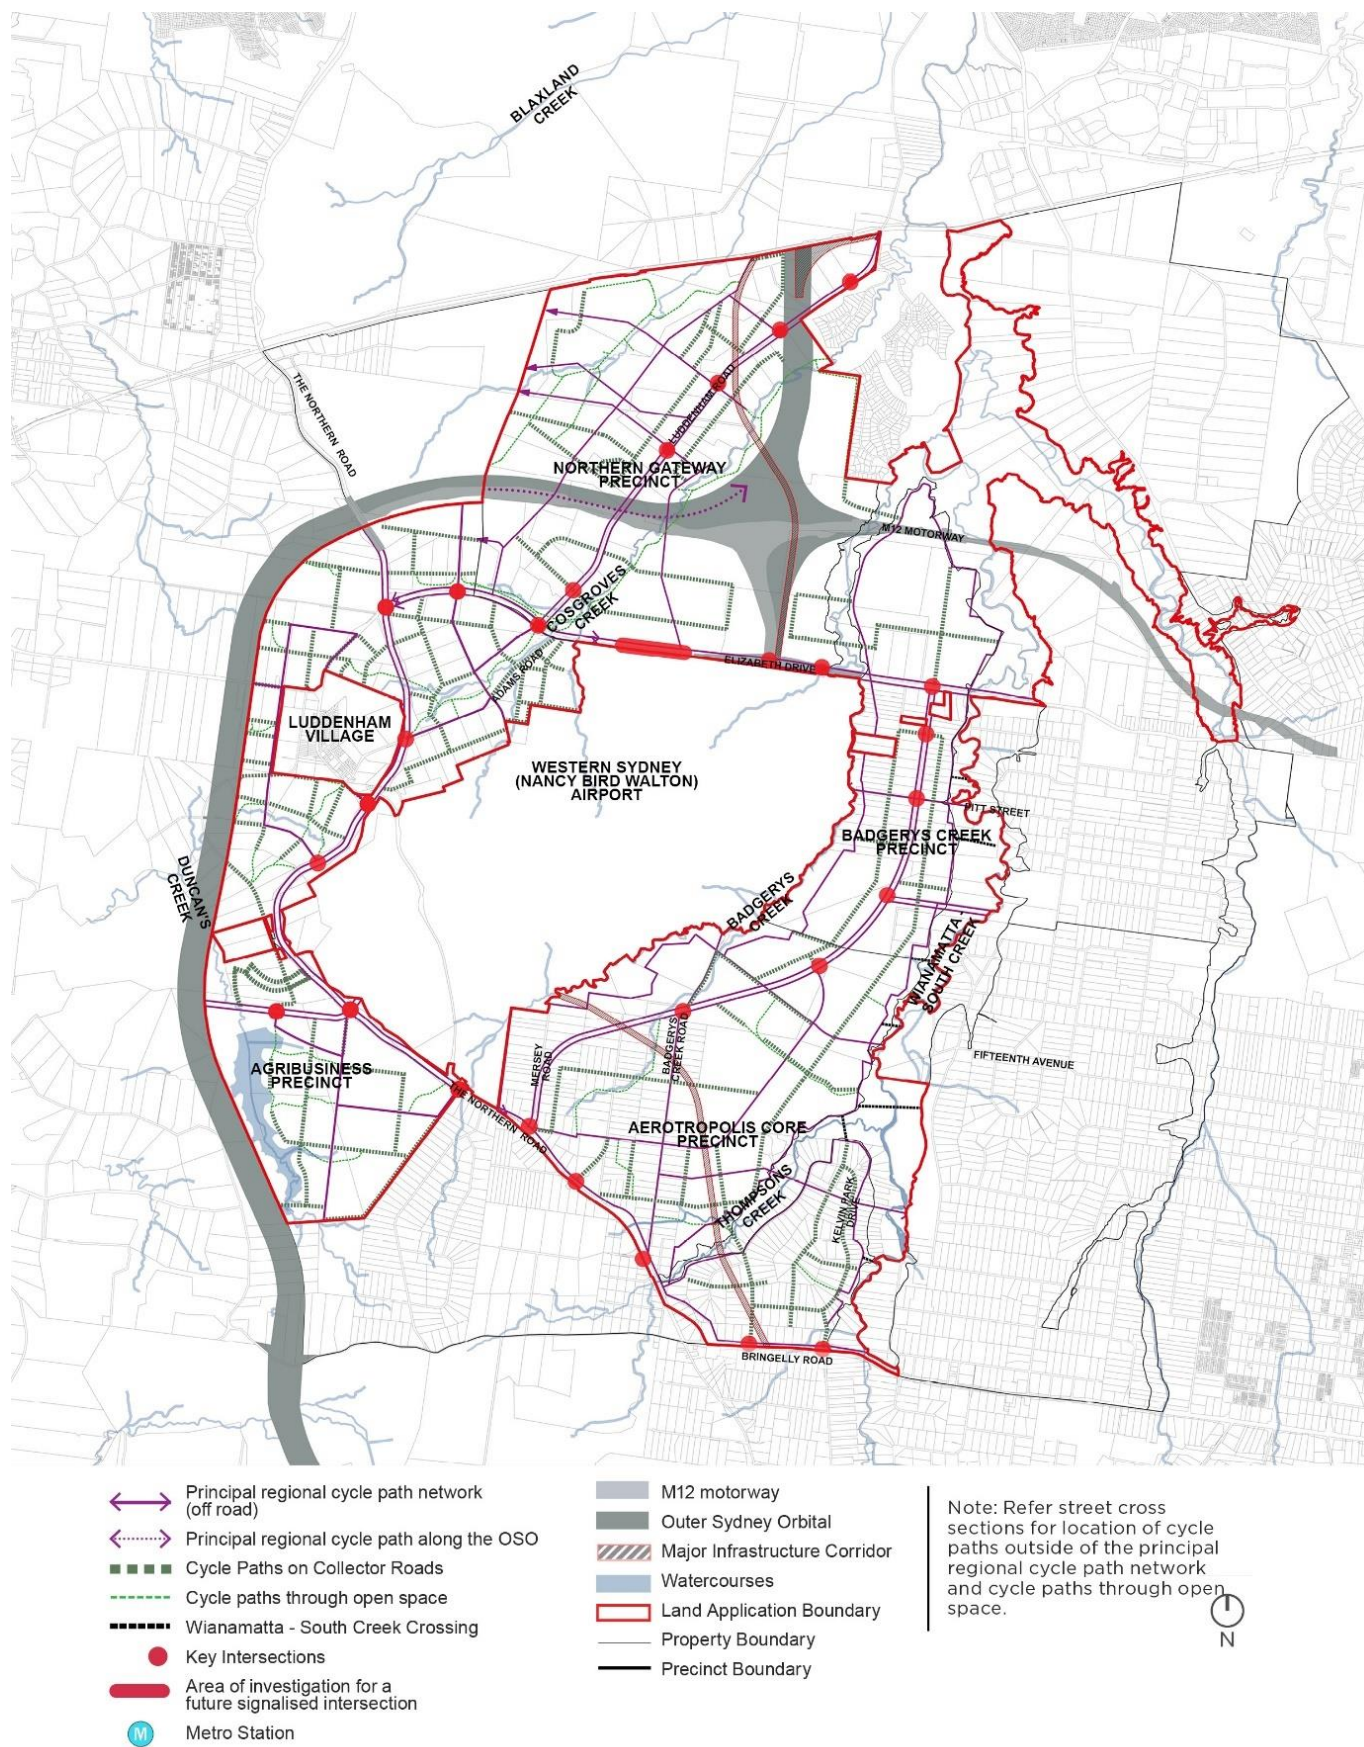 BLAXLAND
CREEK
THE NORTHERN ROAD
LUDDENHAM ROAD
NORTHERN GATEWAY
PRECINCT
M12 MOTORWAY
COSGROVES
CREEK
ADAMS ROAD
ELIZABETH DRIVE
LUDDENHAM
VILLAGE
WESTERN SYDNEY
(NANCY BIRD WALTON)
AIRPORT
PITT STREET
BADGERYS CREEK
PRECINCT
DUNCAN'S
CREEK
BADGERYS
CREEK
WIANAMATTA -
SOUTH CREEK
MERSEY
ROAD
BADGERYS
CREEK ROAD
FIFTEENTH AVENUE
AGRIBUSINESS
PRECINCT
THE NORTHERN ROAD
AEROTROPOLIS CORE
PRECINCT
THOMPSONS
CREEK
KELVIN PARK
DRIVE
BRINGELLY ROAD
Principal regional cycle path network
(off road)
Principal regional cycle path along the OSO
Cycle Paths on Collector Roads
Cycle paths through open space
Wianamatta - South Creek Crossing
Key Intersections
Area of investigation for a
future signalised intersection
M
Metro Station
M12 motorway
Outer Sydney Orbital
Major Infrastructure Corridor
Watercourses
Land Application Boundary
Property Boundary
Precinct Boundary
Note: Refer street cross
sections for location of cycle
paths outside of the principal
regional cycle path network
and cycle paths through open
space.
N